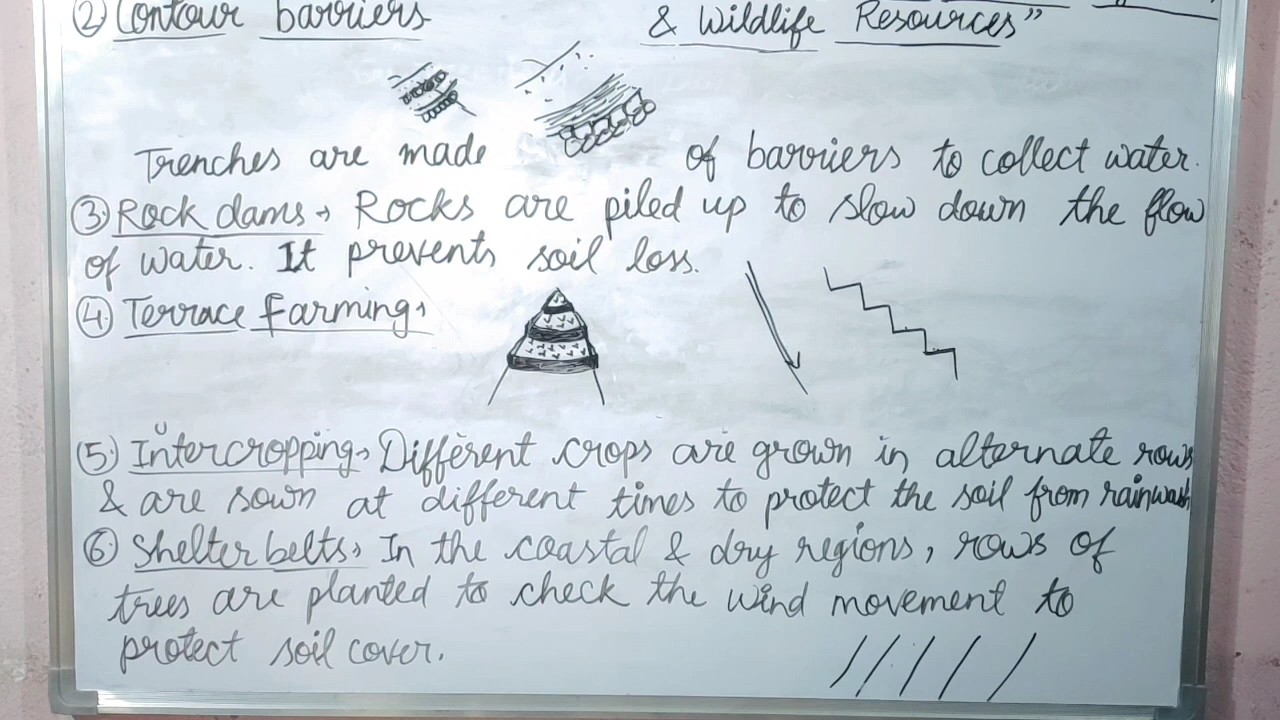 ② Contour barriers
& Wildlife Resources”
Trenches are made of barriers to collect water.
③ Rock dams → Rocks are piled up to slow down the flow
of water. It prevents soil loss.
④ Terrace Farming→
⑤ Intercropping→ Different crops are grown in alternate rows
& are sown at different times to protect the soil from rainwash
⑥ Shelter belts→ In the coastal & dry regions, rows of
trees are planted to check the wind movement to
protect soil cover.